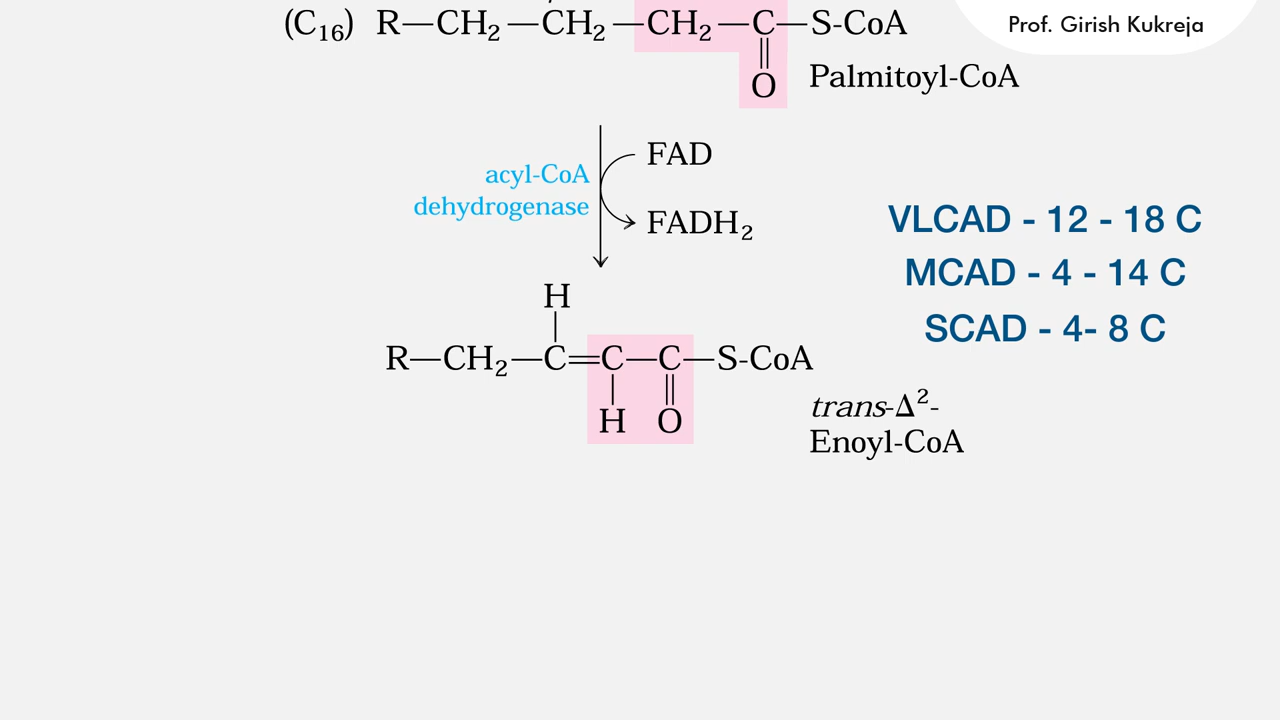 Prof. Girish Kukreja
(C₁₆) R—CH₂—CH₂—CH₂—C—S-CoA
O
Palmitoyl-CoA
acyl-CoA
dehydrogenase
FAD
FADH₂
VLCAD - 12 - 18 C
MCAD - 4 - 14 C
SCAD - 4- 8 C
H
R—CH₂—C=C—C—S-CoA
H O
trans-Δ²-
Enoyl-CoA